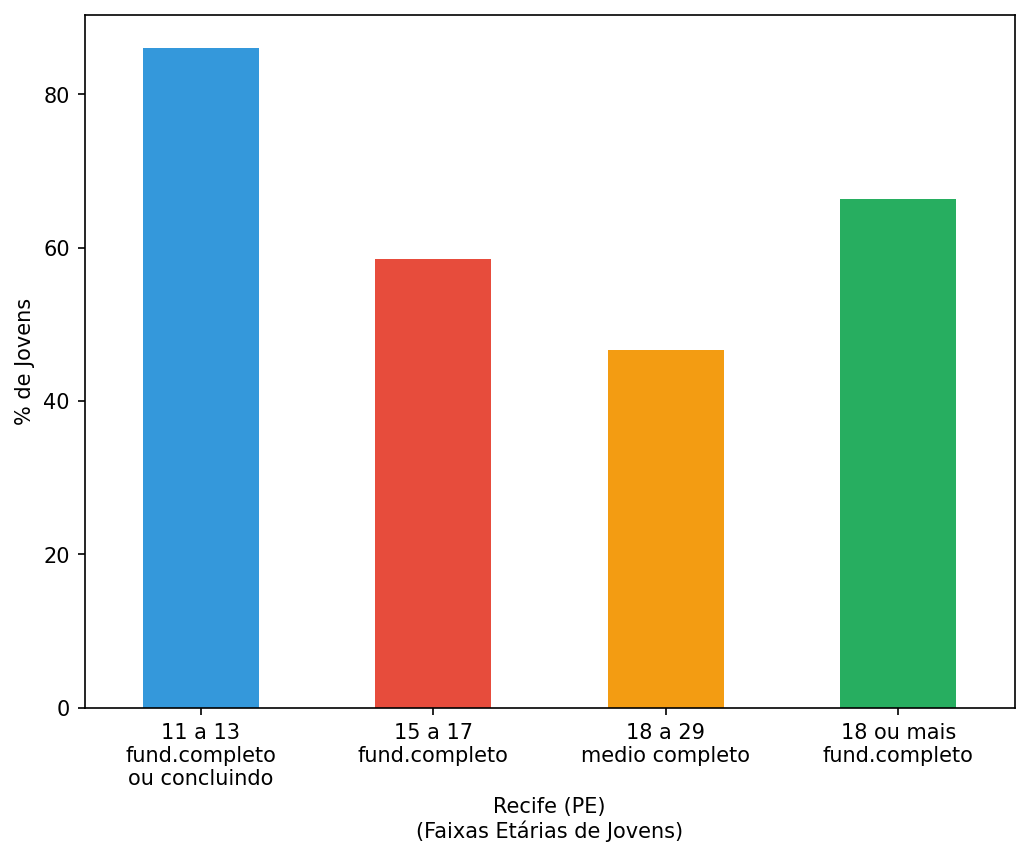 80
60
40
20
0
% de Jovens
11 a 13
fund.completo
ou concluindo
15 a 17
fund.completo
18 a 29
medio completo
18 ou mais
fund.completo
Recife (PE)
(Faixas Etárias de Jovens)